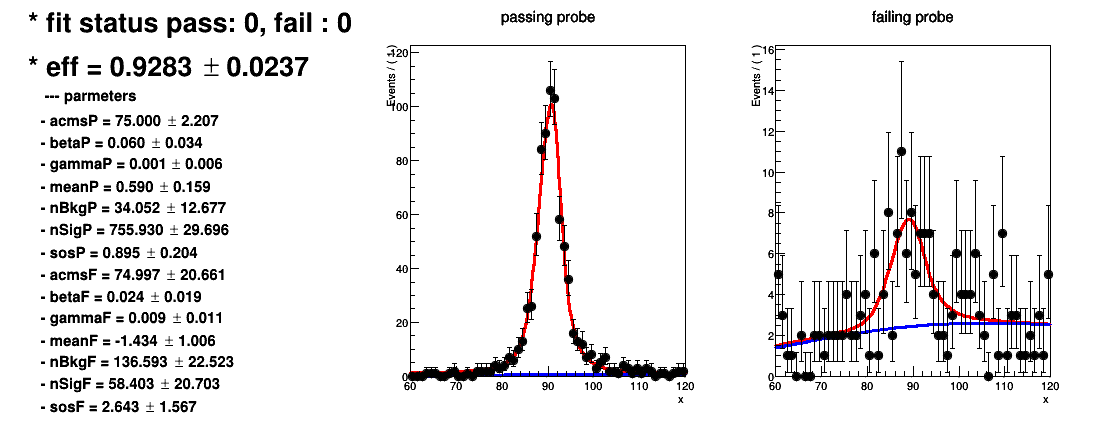 * fit status pass: 0, fail : 0
* eff = 0.9283 ± 0.0237
--- parmeters
- acmsP = 75.000 ± 2.207
- betaP = 0.060 ± 0.034
- gammaP = 0.001 ± 0.006
- meanP = 0.590 ± 0.159
- nBkgP = 34.052 ± 12.677
- nSigP = 755.930 ± 29.696
- sosP = 0.895 ± 0.204
- acmsF = 74.997 ± 20.661
- betaF = 0.024 ± 0.019
- gammaF = 0.009 ± 0.011
- meanF = -1.434 ± 1.006
- nBkgF = 136.593 ± 22.523
- nSigF = 58.403 ± 20.703
- sosF = 2.643 ± 1.567
passing probe
Events / ( 1 )
120
100
80
60
40
20
0
60 70 80 90 100 110 120
x
failing probe
Events / ( 1 )
16
14
12
10
8
6
4
2
0
60 70 80 90 100 110 120
x